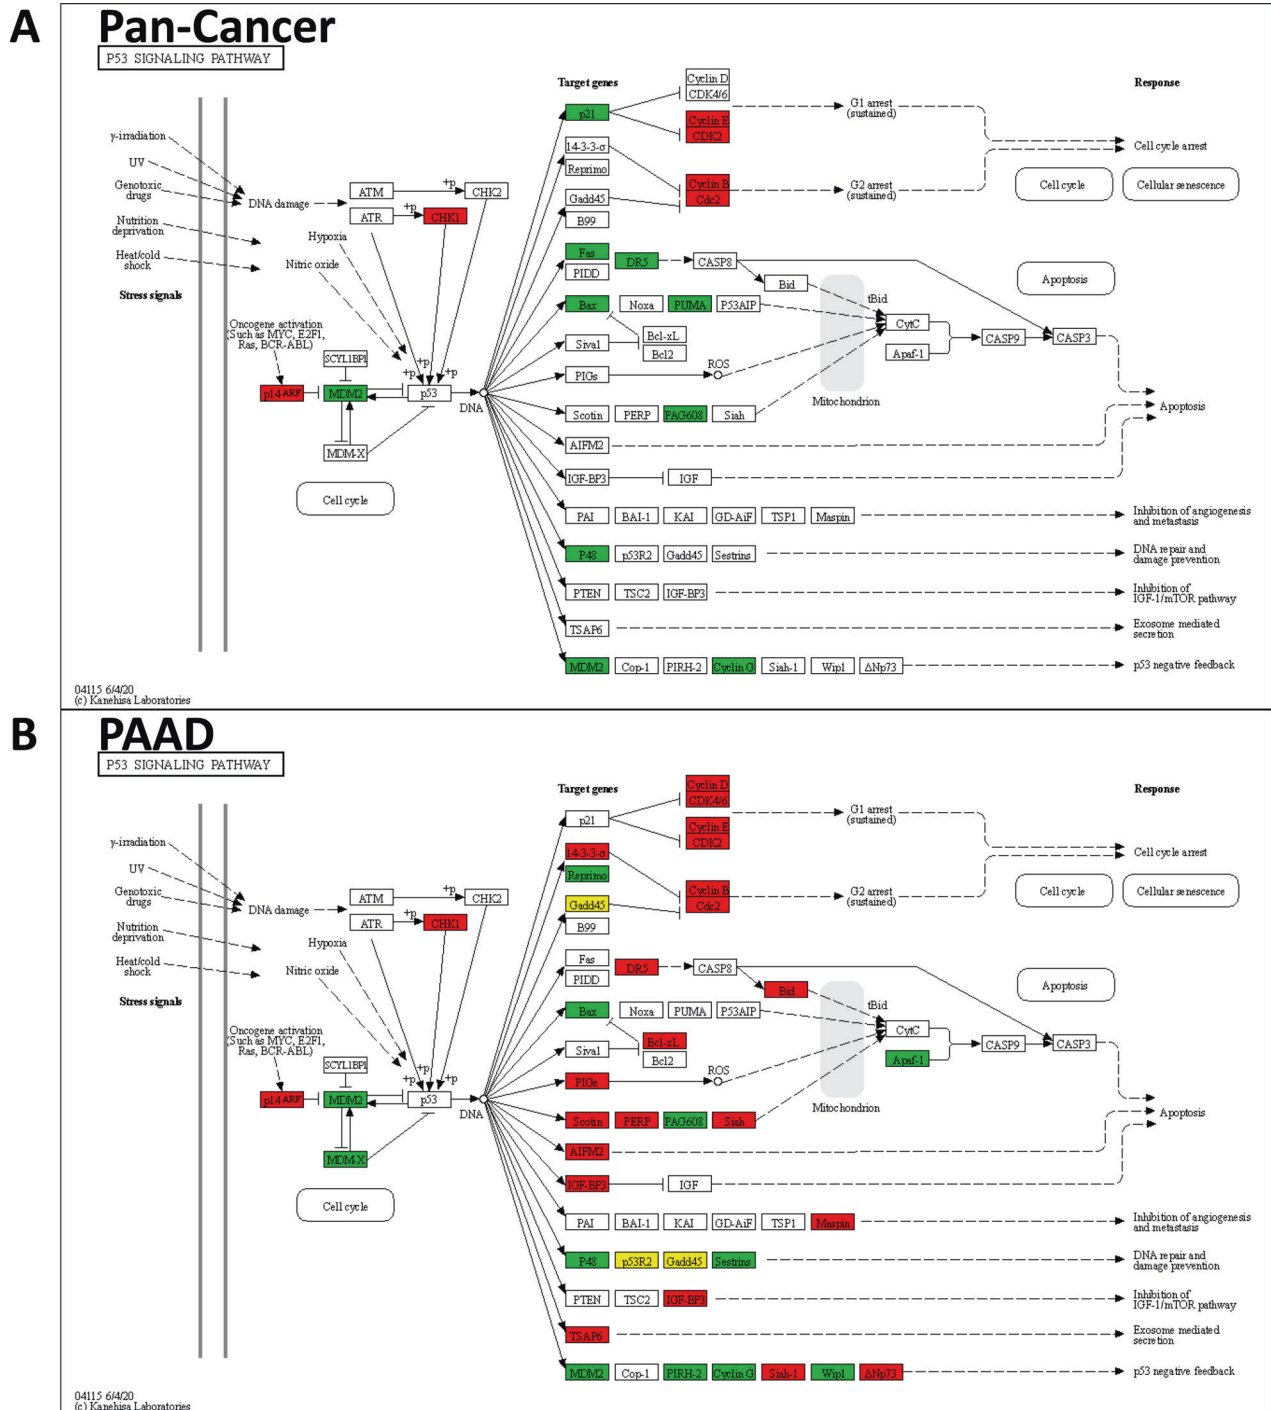 A
Pan-Cancer
P53 SIGNALING PATHWAY
Target genes
Response
γ-irradiation
UV
Genotoxic
drugs
Nutrition
deprivation
Heat/cold
shock
Stress signals
DNA damage
ATM
+p
CHK2
ATR
+p
CHK1
Hypoxia
Nitric oxide
Oncogene activation
(Such as MYC, E2F1,
Ras, BCR-ABL)
SCYL1BP1
p14ARF
MDM2
+p
+p
+p
p53
DNA
MDM-X
Cell cycle
p21
Cyclin D
CDK4/6
Cyclin E
CDK2
G1 arrest
(sustained)
14-3-3-σ
Reprimo
Gadd45
B99
Cyclin B
Cdc2
G2 arrest
(sustained)
Cell cycle arrest
Cell cycle
Cellular senescence
Fas
PIDD
DR5
CASP8
Bid
tBid
Apoptosis
Bax
Noxa
PUMA
P53AIP
CytC
Siva1
Bcl-xL
Bcl2
Apaf-1
CASP9
CASP3
PIGs
ROS
Mitochondrion
Scotin
PERP
PAG608
Siah
Apoptosis
AIFM2
IGF-BP3
IGF
PAI
BAI-1
KAI
GD-AiF
TSP1
Maspin
Inhibition of angiogenesis
and metastasis
P48
p53R2
Gadd45
Sestrins
DNA repair and
damage prevention
PTEN
TSC2
IGF-BP3
Inhibition of
IGF-1/mTOR pathway
TSAP6
Exosome mediated
secretion
MDM2
Cop-1
PIRH-2
Cyclin G
Siah-1
Wip1
ΔNp73
p53 negative feedback
04115 6/4/20
(c) Kanehisa Laboratories
B
PAAD
P53 SIGNALING PATHWAY
Target genes
Response
γ-irradiation
UV
Genotoxic
drugs
Nutrition
deprivation
Heat/cold
shock
Stress signals
DNA damage
ATM
+p
CHK2
ATR
+p
CHK1
Hypoxia
Nitric oxide
Oncogene activation
(Such as MYC, E2F1,
Ras, BCR-ABL)
SCYL1BP1
p14ARF
MDM2
+p
+p
+p
p53
DNA
MDM-X
Cell cycle
p21
Cyclin D
CDK4/6
Cyclin E
CDK2
G1 arrest
(sustained)
14-3-3-σ
Reprimo
Gadd45
B99
Cyclin B
Cdc2
G2 arrest
(sustained)
Cell cycle arrest
Cell cycle
Cellular senescence
Fas
PIDD
DR5
CASP8
Bid
tBid
Apoptosis
Bax
Noxa
PUMA
P53AIP
CytC
Siva1
Bcl-xL
Bcl2
Apaf-1
CASP9
CASP3
PIGs
ROS
Mitochondrion
Scotin
PERP
PAG608
Siah
Apoptosis
AIFM2
IGF-BP3
IGF
PAI
BAI-1
KAI
GD-AiF
TSP1
Maspin
Inhibition of angiogenesis
and metastasis
P48
p53R2
Gadd45
Sestrins
DNA repair and
damage prevention
PTEN
TSC2
IGF-BP3
Inhibition of
IGF-1/mTOR pathway
TSAP6
Exosome mediated
secretion
MDM2
Cop-1
PIRH-2
Cyclin G
Siah-1
Wip1
ΔNp73
p53 negative feedback
04115 6/4/20
(c) Kanehisa Laboratories